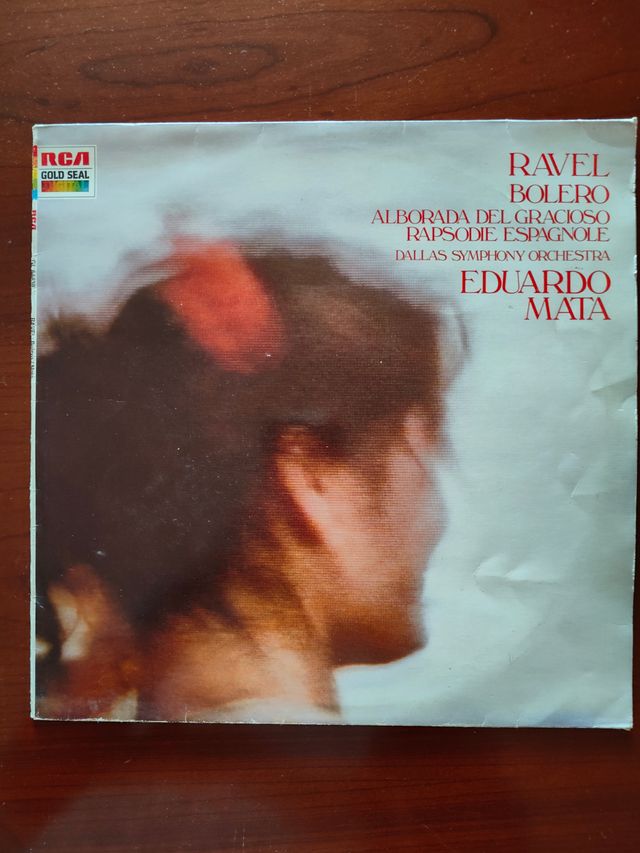 RCA
GOLD SEAL
DIGITAL
RAVEL
BOLERO
ALBORADA DEL GRACIOSO
RAPSODIE ESPAGNOLE
DALLAS SYMPHONY ORCHESTRA
EDUARDO
MATA